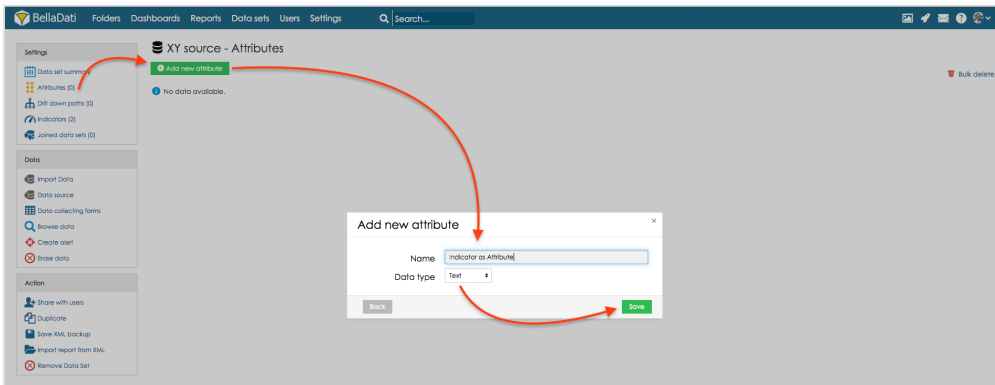 BellaDati Folders Dashboards Reports Data sets Users Settings Search...
Settings
Data set summary
Attributes (0)
Drill down paths (0)
Indicators (2)
Joined data sets (0)
Data
Import Data
Data source
Data collecting forms
Browse data
Create alert
Erase data
Action
Share with users
Duplicate
Save XML backup
Import report from XML
Remove Data Set
XY source - Attributes
Add new attribute
Bulk delete
No data available.
Add new attribute ×
Name Indicator as Attribute
Data type Text
Back Save